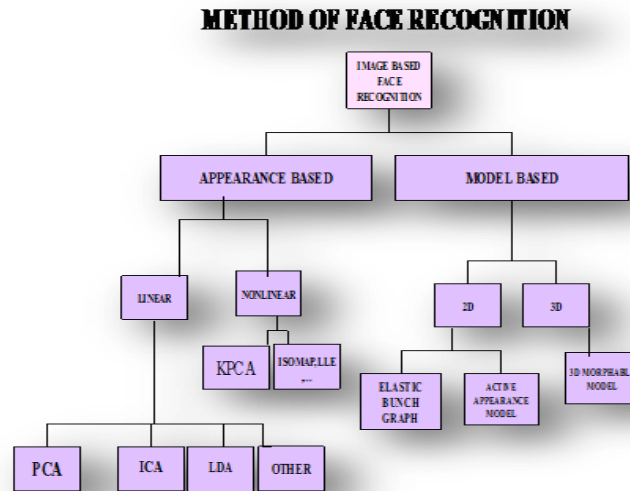 METHOD OF FACE RECOGNITION
IMAGE BASED
FACE
RECOGNITION
APPEARANCE BASED
MODEL BASED
LINEAR
NONLINEAR
2D
3D
KPCA
ISOMAP,LLE
,...
ELASTIC
BUNCH
GRAPH
ACTIVE
APPEARANCE
MODEL
3D MORPHABL
MODEL
PCA
ICA
LDA
OTHER